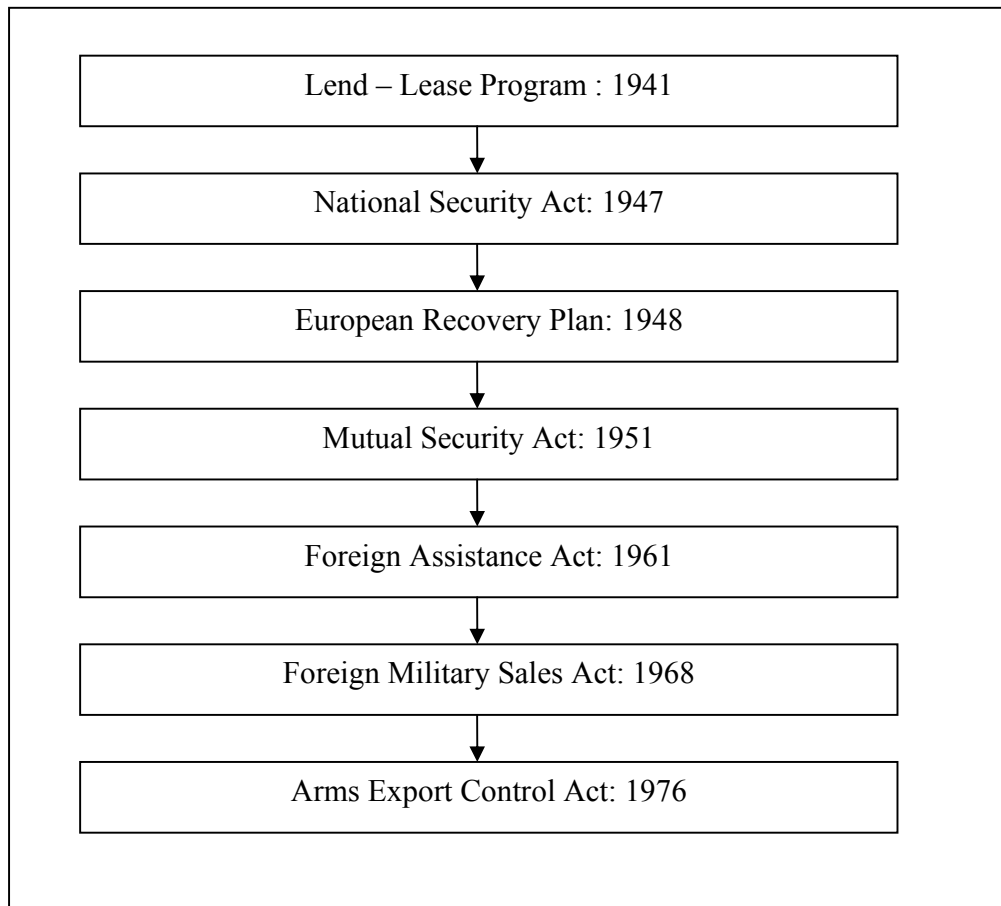 Lend – Lease Program : 1941
National Security Act: 1947
European Recovery Plan: 1948
Mutual Security Act: 1951
Foreign Assistance Act: 1961
Foreign Military Sales Act: 1968
Arms Export Control Act: 1976